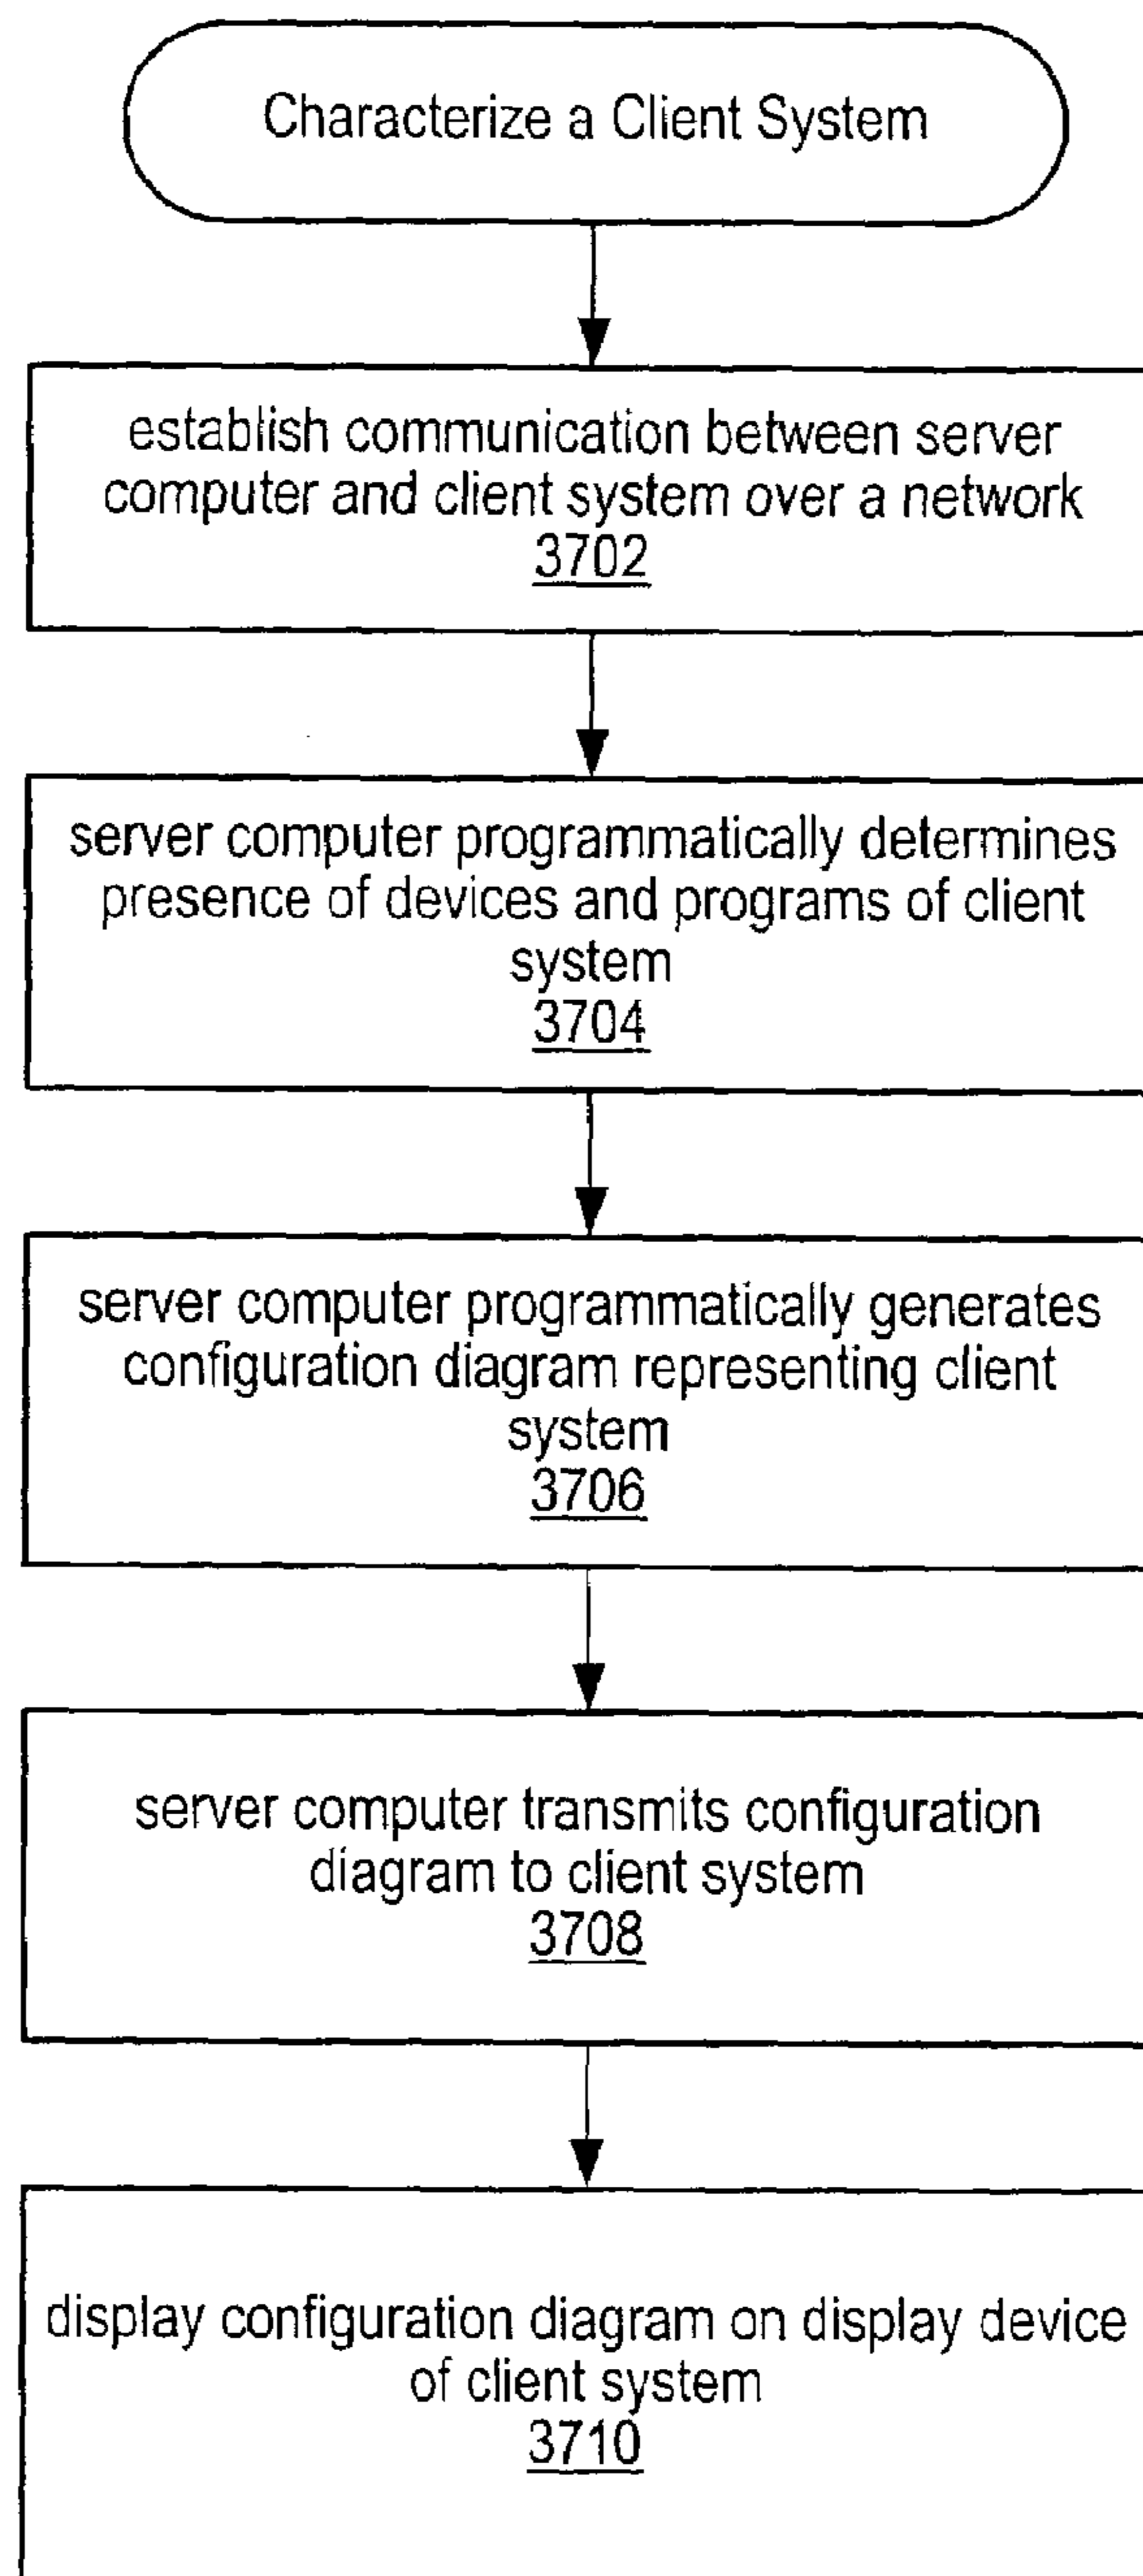 Characterize a Client System
establish communication between server
computer and client system over a network
3702
server computer programmatically determines
presence of devices and programs of client
system
3704
server computer programmatically generates
configuration diagram representing client
system
3706
server computer transmits configuration
diagram to client system
3708
display configuration diagram on display device
of client system
3710